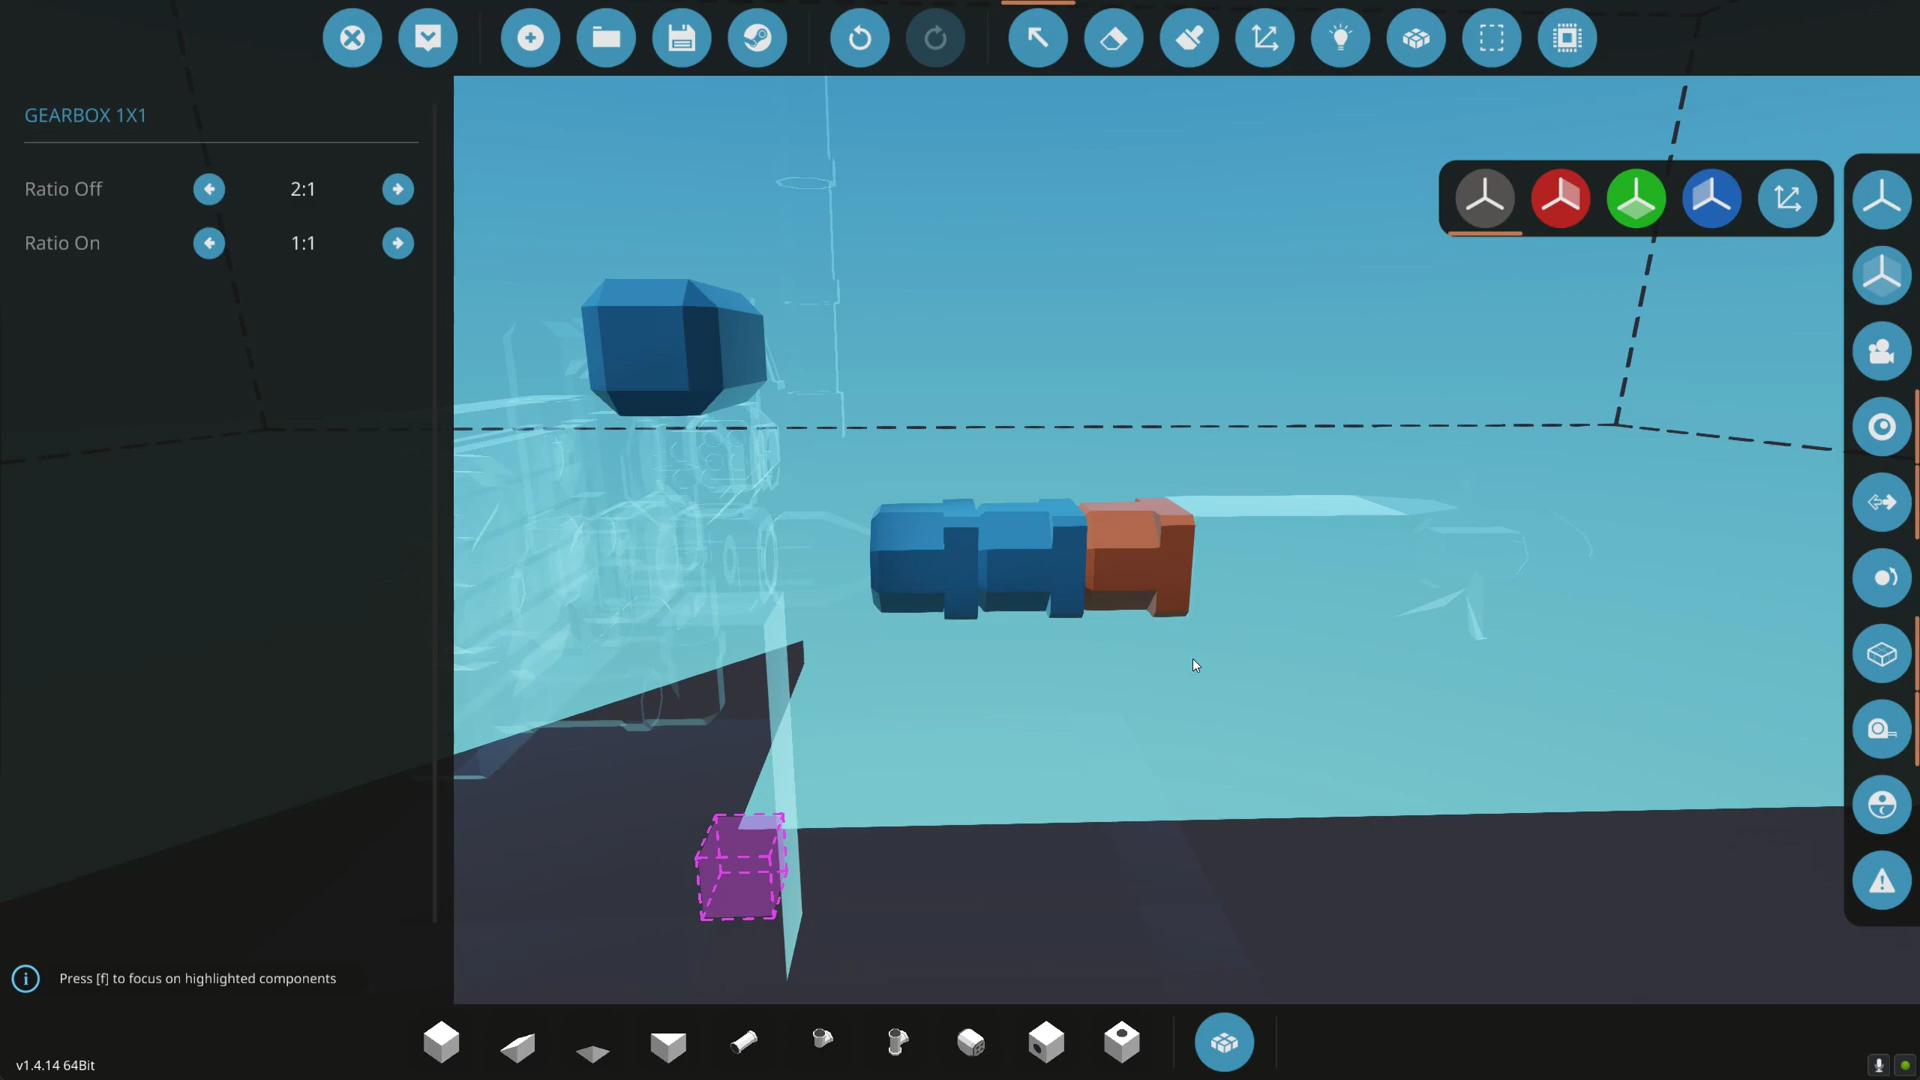 GEARBOX 1X1
Ratio Off 2:1
Ratio On 1:1
Press [f] to focus on highlighted components
v1.4.14 64Bit